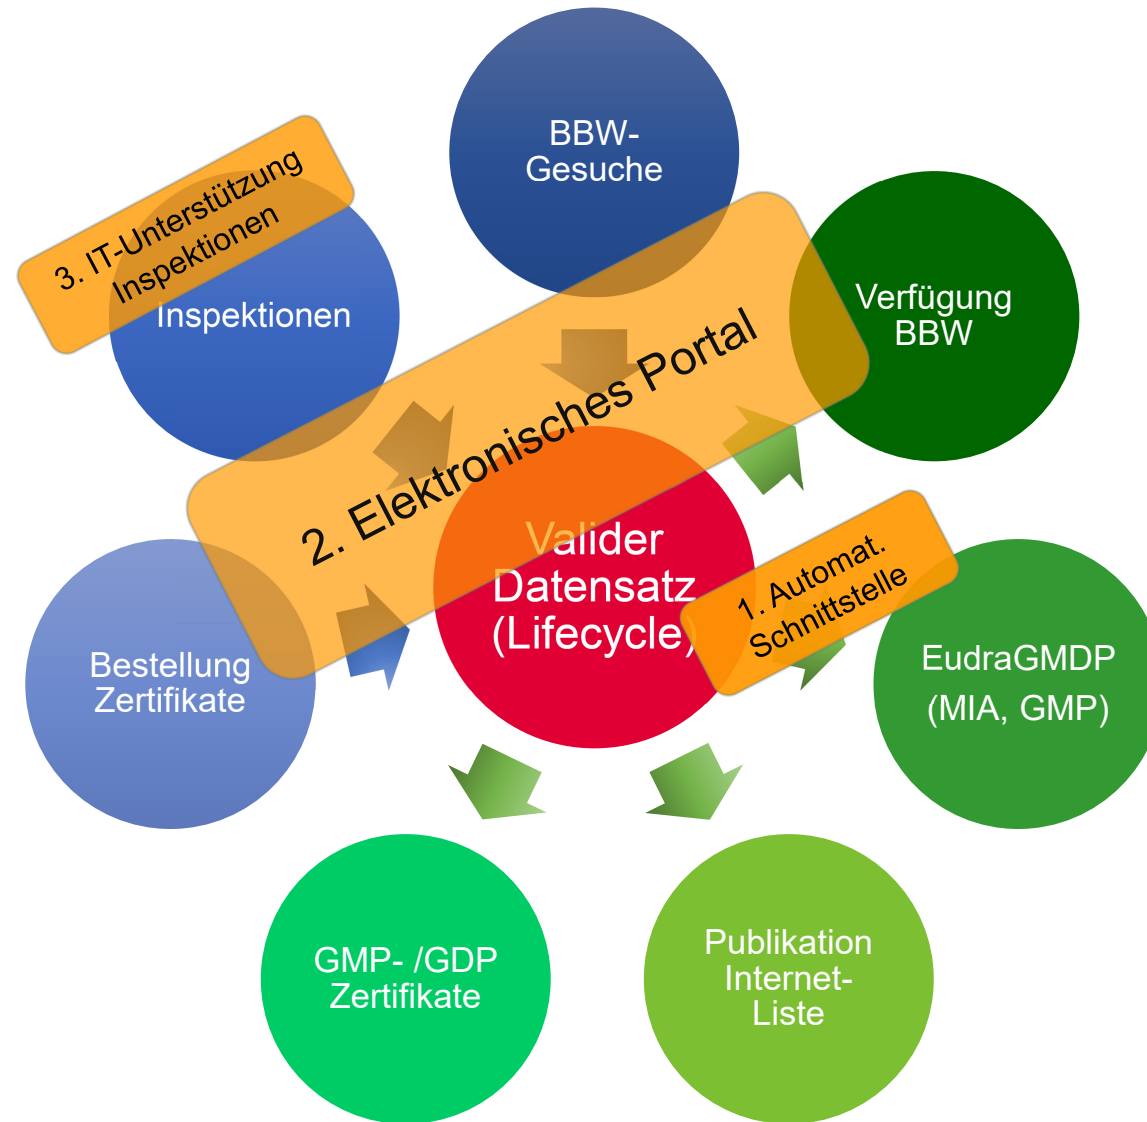 BBW-
Gesuche
3. IT-Unterstützung
Inspektionen
Inspektionen
Verfügung
BBW
2. Elektronisches Portal
Valider
Datensatz
(Lifecycle)
1. Automat.
Schnittstelle
Bestellung
Zertifikate
EudraGMDP
(MIA, GMP)
GMP- /GDP
Zertifikate
Publikation
Internet-
Liste